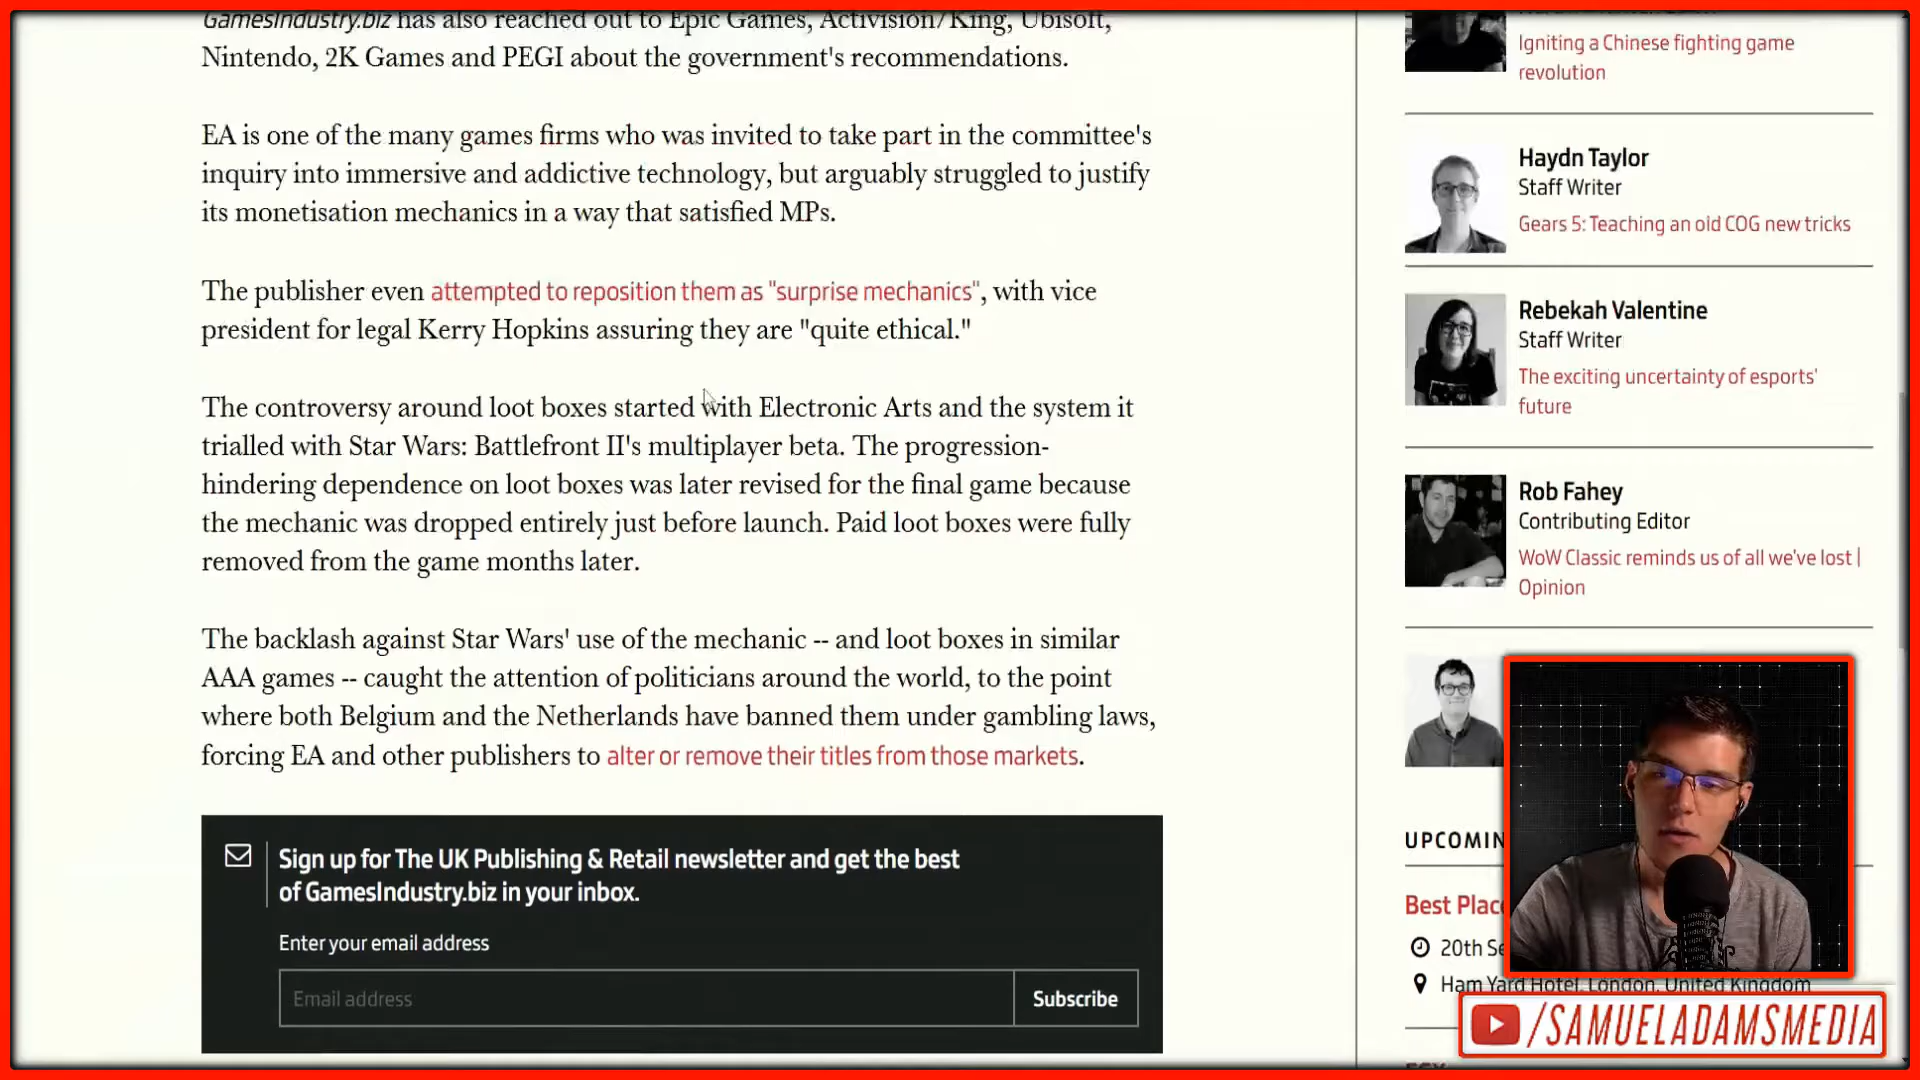 GamesIndustry.biz has also reached out to Epic Games, Activision/King, Ubisoft,
Nintendo, 2K Games and PEGI about the government's recommendations.
EA is one of the many games firms who was invited to take part in the committee's
inquiry into immersive and addictive technology, but arguably struggled to justify
its monetisation mechanics in a way that satisfied MPs.
The publisher even attempted to reposition them as "surprise mechanics", with vice
president for legal Kerry Hopkins assuring they are "quite ethical."
The controversy around loot boxes started with Electronic Arts and the system it
trialled with Star Wars: Battlefront II's multiplayer beta. The progression-
hindering dependence on loot boxes was later revised for the final game because
the mechanic was dropped entirely just before launch. Paid loot boxes were fully
removed from the game months later.
The backlash against Star Wars' use of the mechanic -- and loot boxes in similar
AAA games -- caught the attention of politicians around the world, to the point
where both Belgium and the Netherlands have banned them under gambling laws,
forcing EA and other publishers to alter or remove their titles from those markets.
Sign up for The UK Publishing & Retail newsletter and get the best
of GamesIndustry.biz in your inbox.
Enter your email address
Email address
Subscribe
Igniting a Chinese fighting game
revolution
Haydn Taylor
Staff Writer
Gears 5: Teaching an old COG new tricks
Rebekah Valentine
Staff Writer
The exciting uncertainty of esports'
future
Rob Fahey
Contributing Editor
WoW Classic reminds us of all we've lost |
Opinion
UPCOMIN
Best Plac
20th Se
Ham Yard Hotel, London, United Kingdom
/SAMUELADAMSMEDIA